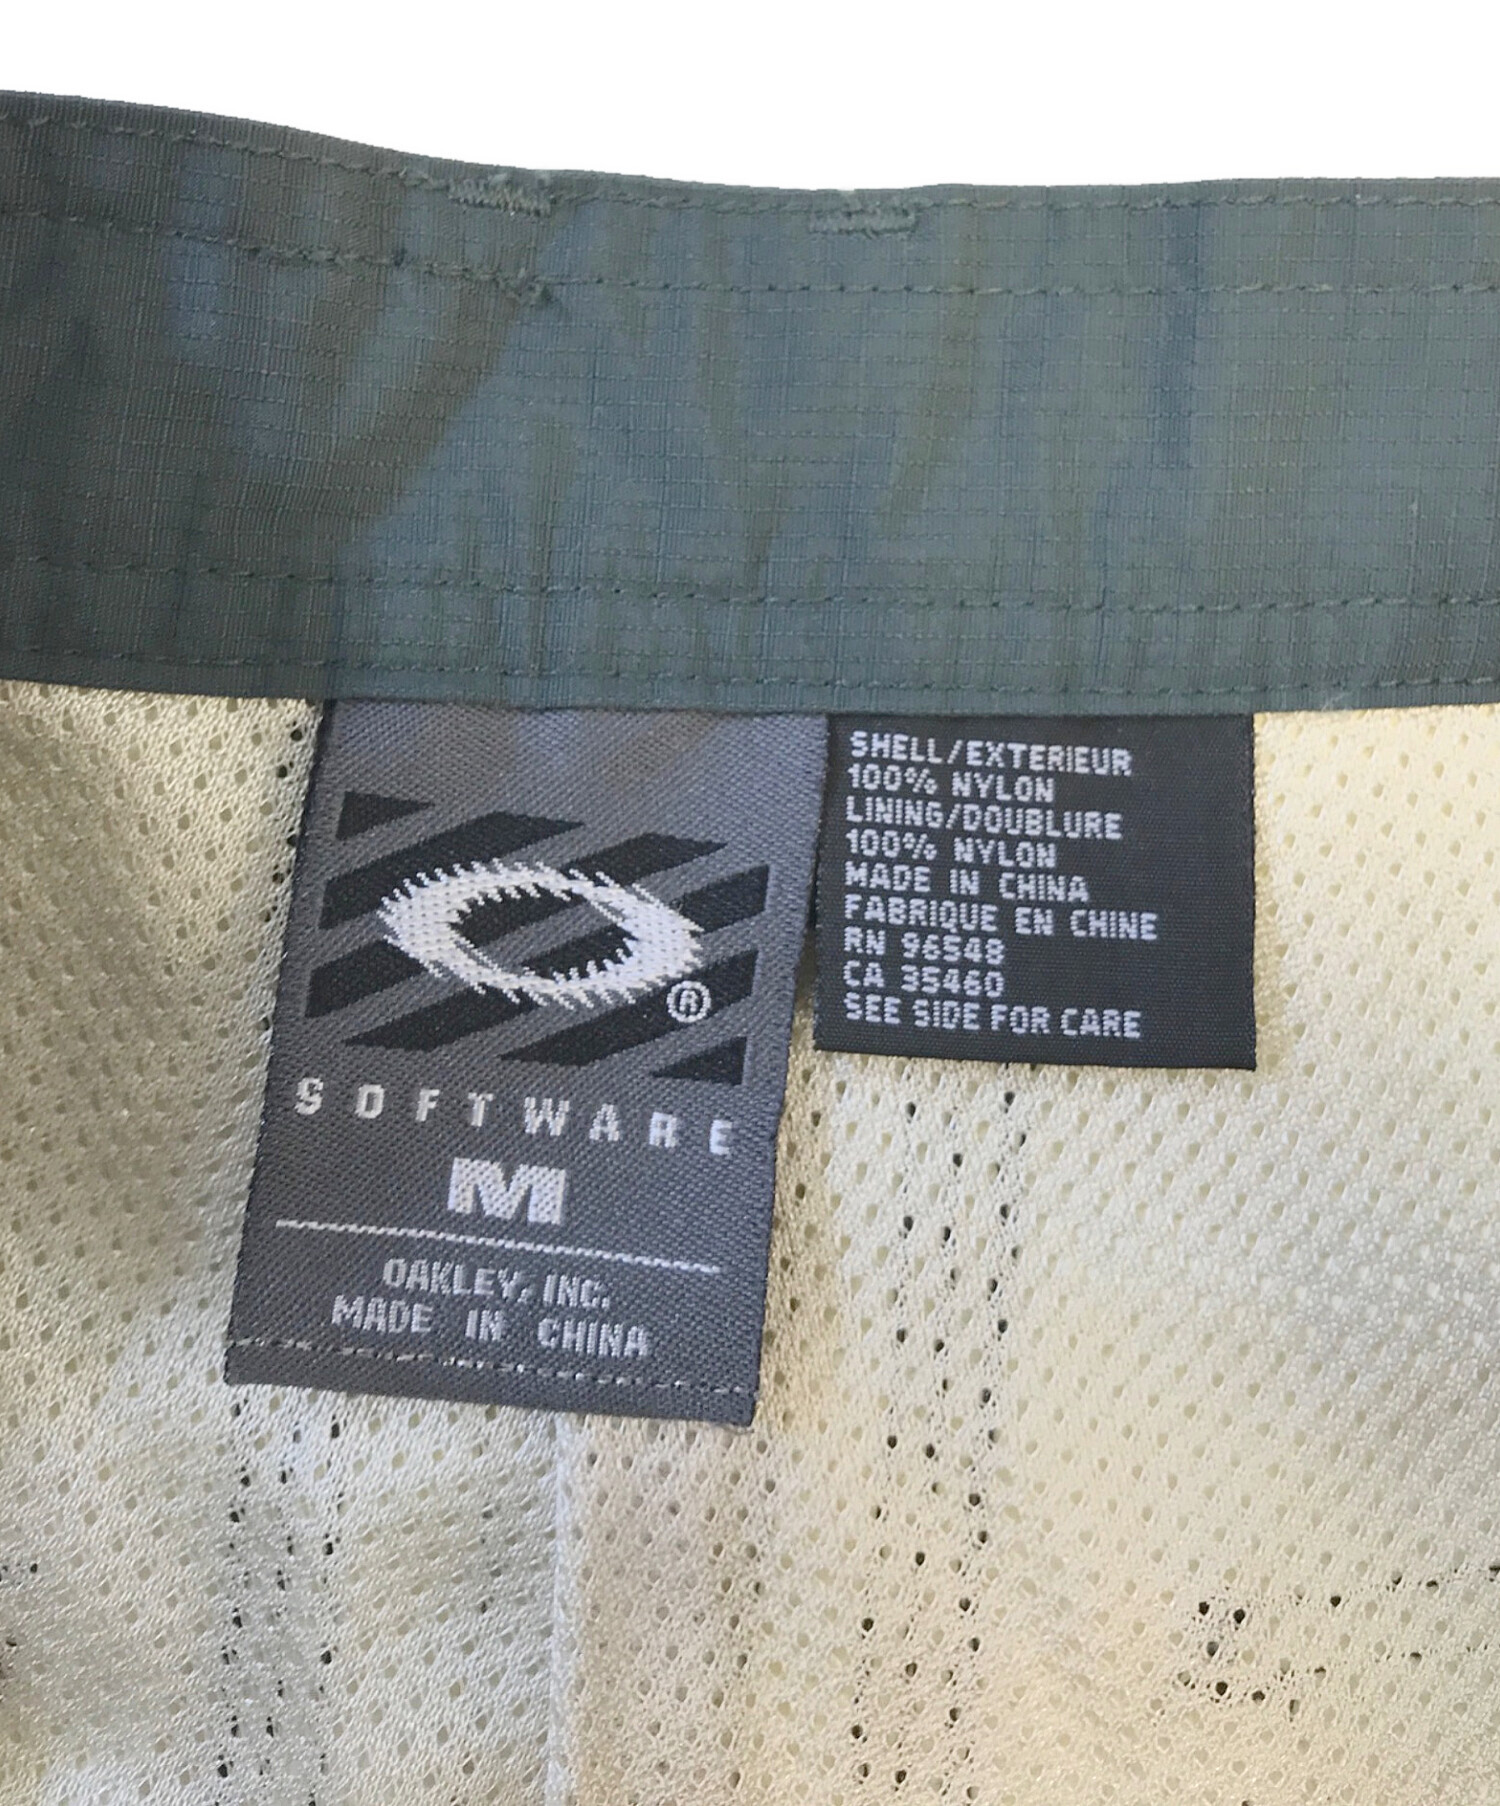 ®
SOFTWARE
M
OAKLEY, INC.
MADE IN CHINA
SHELL/EXTERIEUR
100% NYLON
LINING/DOUBLURE
100% NYLON
MADE IN CHINA
FABRIQUE EN CHINE
RN 96548
CA 35460
SEE SIDE FOR CARE